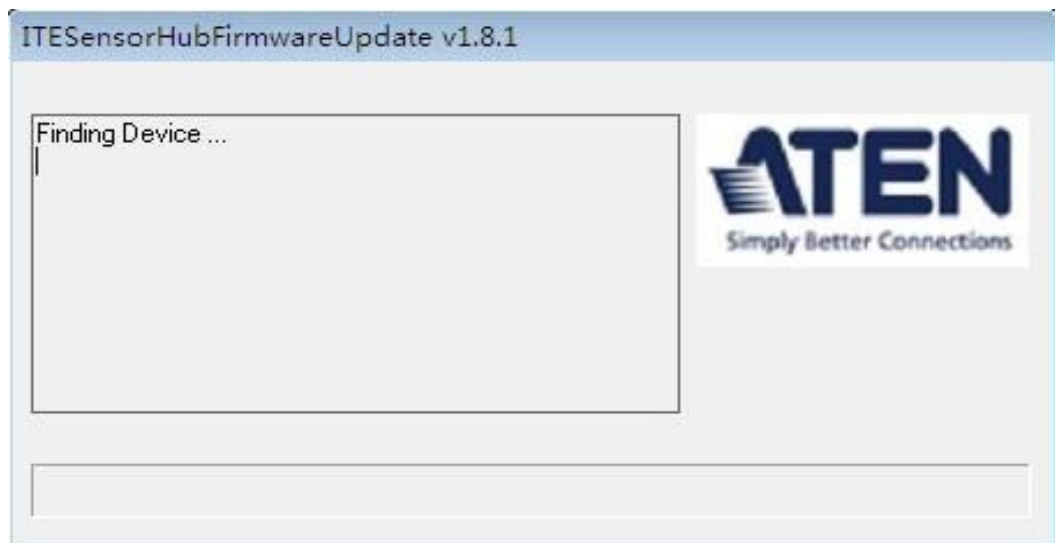 ITESensorHubFirmwareUpdate v1.8.1
Finding Device ...
ATEN
Simply Better Connections